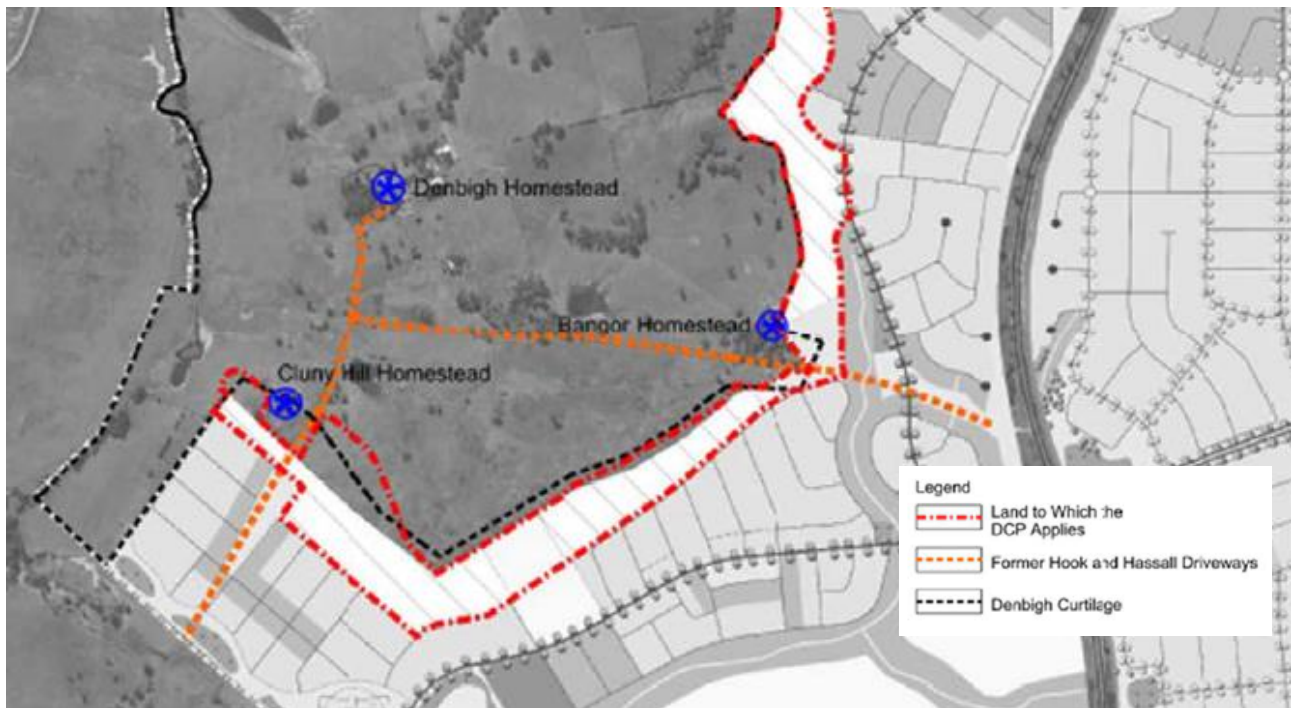 Denbigh Homestead
Bangor Homestead
Cluny Hill Homestead
Legend
Land to Which the
DCP Applies
Former Hook and Hassall Driveways
Denbigh Curtilage